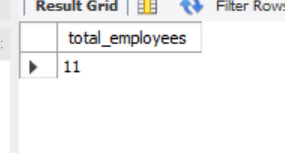 Result Grid Filter Rows
total_employees
11